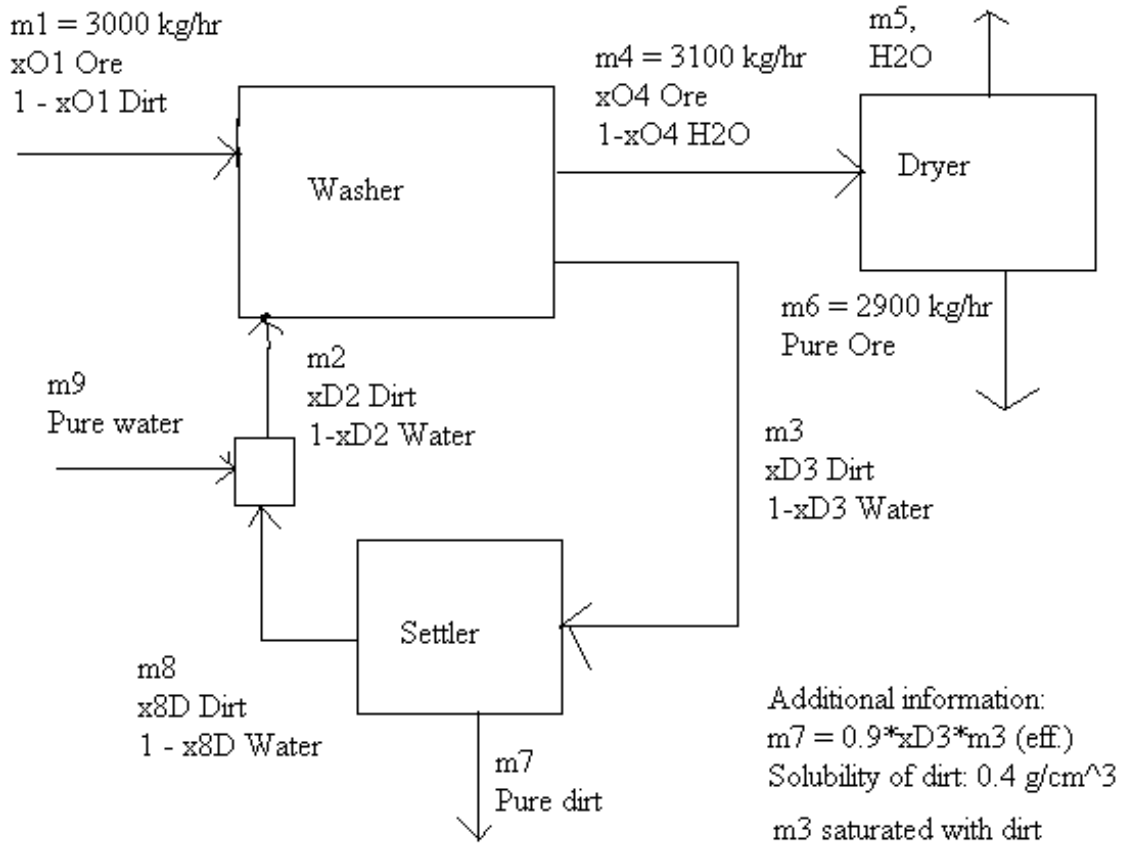 m1 = 3000 kg/hr
xO1 Ore
1 - xO1 Dirt
Washer
m4 = 3100 kg/hr
xO4 Ore
1-xO4 H2O
m5,
H2O
Dryer
m6 = 2900 kg/hr
Pure Ore
m9
Pure water
m2
xD2 Dirt
1-xD2 Water
m3
xD3 Dirt
1-xD3 Water
Settler
m8
x8D Dirt
1 - x8D Water
m7
Pure dirt
Additional information:
m7 = 0.9*xD3*m3 (eff.)
Solubility of dirt: 0.4 g/cm^3
m3 saturated with dirt